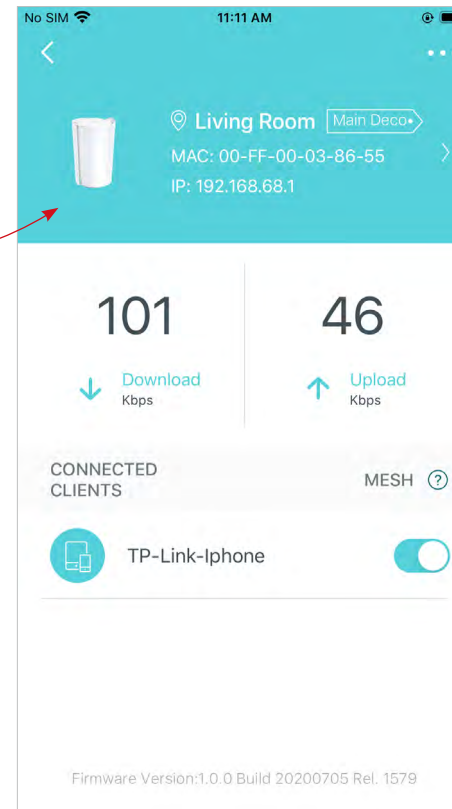 No SIM 11:11 AM
Living Room Main Deco
MAC: 00-FF-00-03-86-55
IP: 192.168.68.1
101 46
Download Upload
Kbps Kbps
CONNECTED
CLIENTS
MESH ?
TP-Link-Iphone
Firmware Version:1.0.0 Build 20200705 Rel. 1579